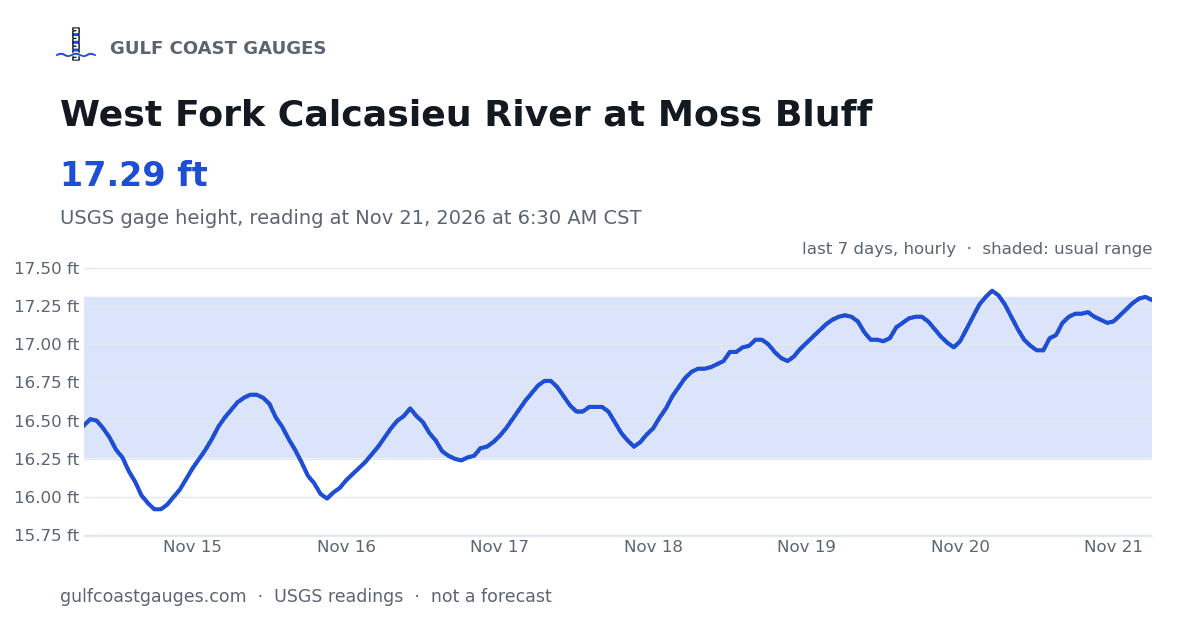 GULF COAST GAUGES
West Fork Calcasieu River at Moss Bluff
17.29 ft
USGS gage height, reading at Nov 21, 2026 at 6:30 AM CST
last 7 days, hourly · shaded: usual range
17.50 ft
17.25 ft
17.00 ft
16.75 ft
16.50 ft
16.25 ft
16.00 ft
15.75 ft
Nov 15 Nov 16 Nov 17 Nov 18 Nov 19 Nov 20 Nov 21
gulfcoastgauges.com · USGS readings · not a forecast